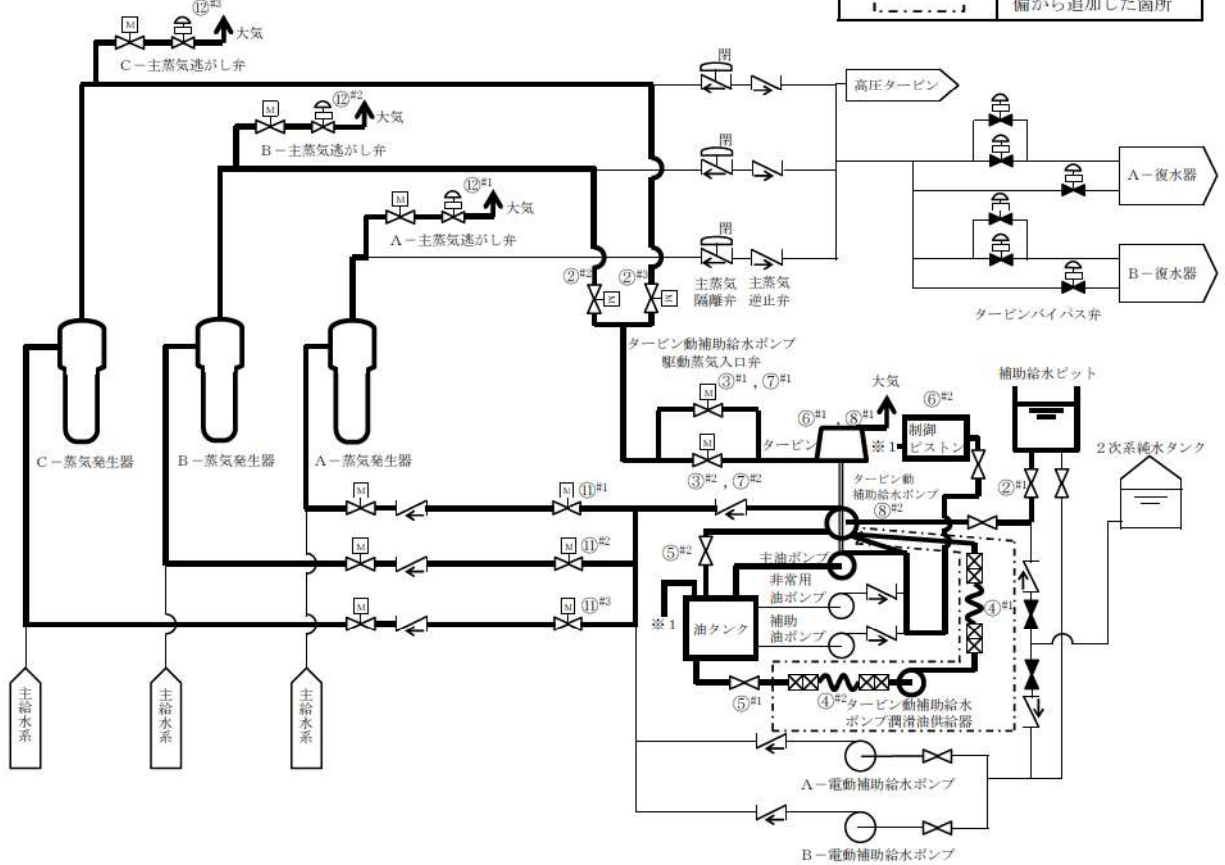 備から追加した箇所
⑫#3
M
大気
C－主蒸気逃がし弁
閉
高圧タービン
⑫#2
M
大気
B－主蒸気逃がし弁
閉
A－復水器
⑫#1
M
大気
A－主蒸気逃がし弁
閉
②#2
②#3
M
M
主蒸気
隔離弁
主蒸気
逆止弁
B－復水器
タービンバイパス弁
タービン動補助給水ポンプ
駆動蒸気入口弁
③#1 , ⑦#1
M
M
③#2 , ⑦#2
タービン
⑥#1 , ⑧#1
大気
⑥#2
制御
ピストン
※1
補助給水ピット
2次系純水タンク
C－蒸気発生器
B－蒸気発生器
A－蒸気発生器
タービン動
補助給水ポンプ
⑧#2
②#1
M
M
⑪#1
M
M
⑪#2
M
M
⑪#3
⑤#2
主油ポンプ
非常用
油ポンプ
補助
油ポンプ
※1
油タンク
④#1
⑤#1
④#2
タービン動補助給水
ポンプ潤滑油供給器
主給水系
主給水系
主給水系
A－電動補助給水ポンプ
B－電動補助給水ポンプ